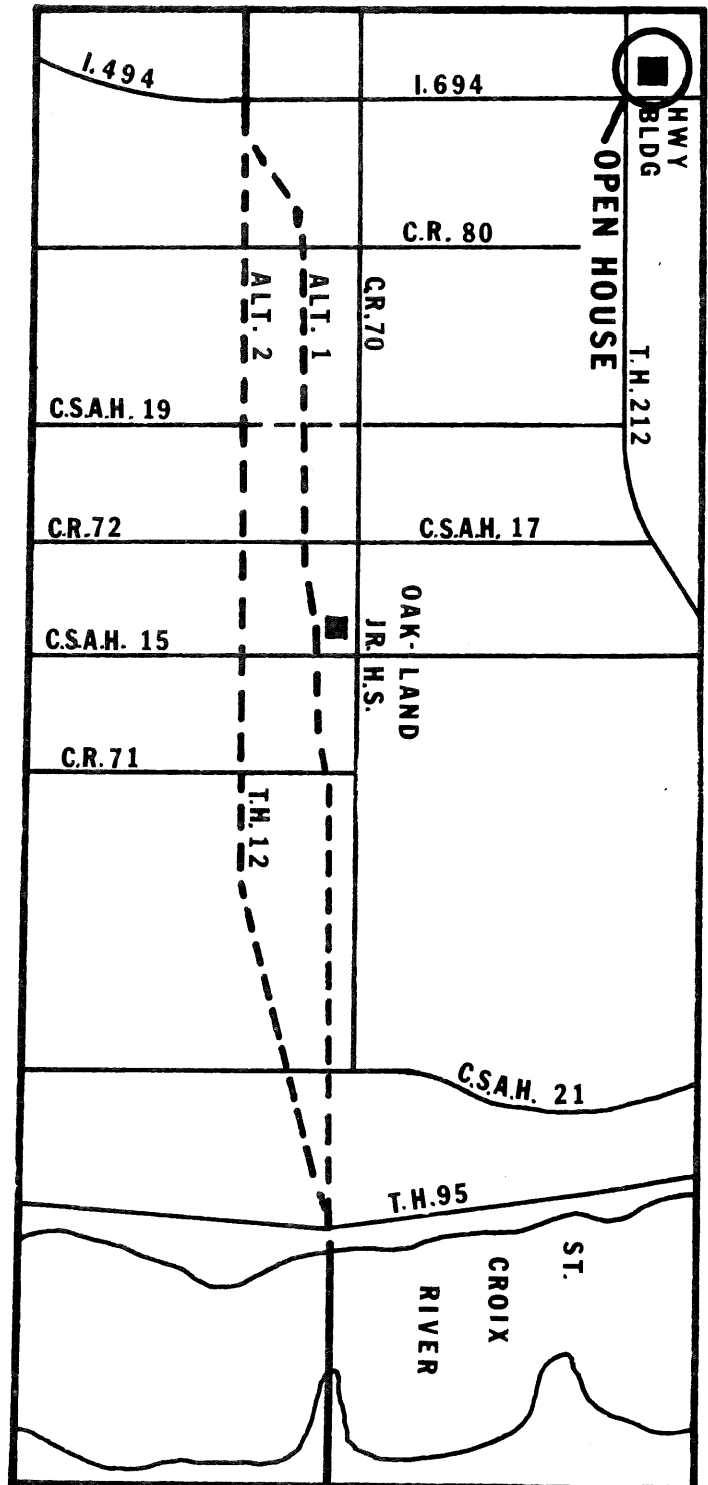 I.494
I.694
HWY
BLDG
OPEN HOUSE
C.R. 80
ALT. 2
ALT. 1
C.R.70
T.H.212
C.S.A.H. 19
C.R.72
C.S.A.H. 17
OAK-LAND
JR. H.S.
C.S.A.H. 15
C.R. 71
T.H.12
C.S.A.H. 21
T.H.95
ST.
CROIX
RIVER